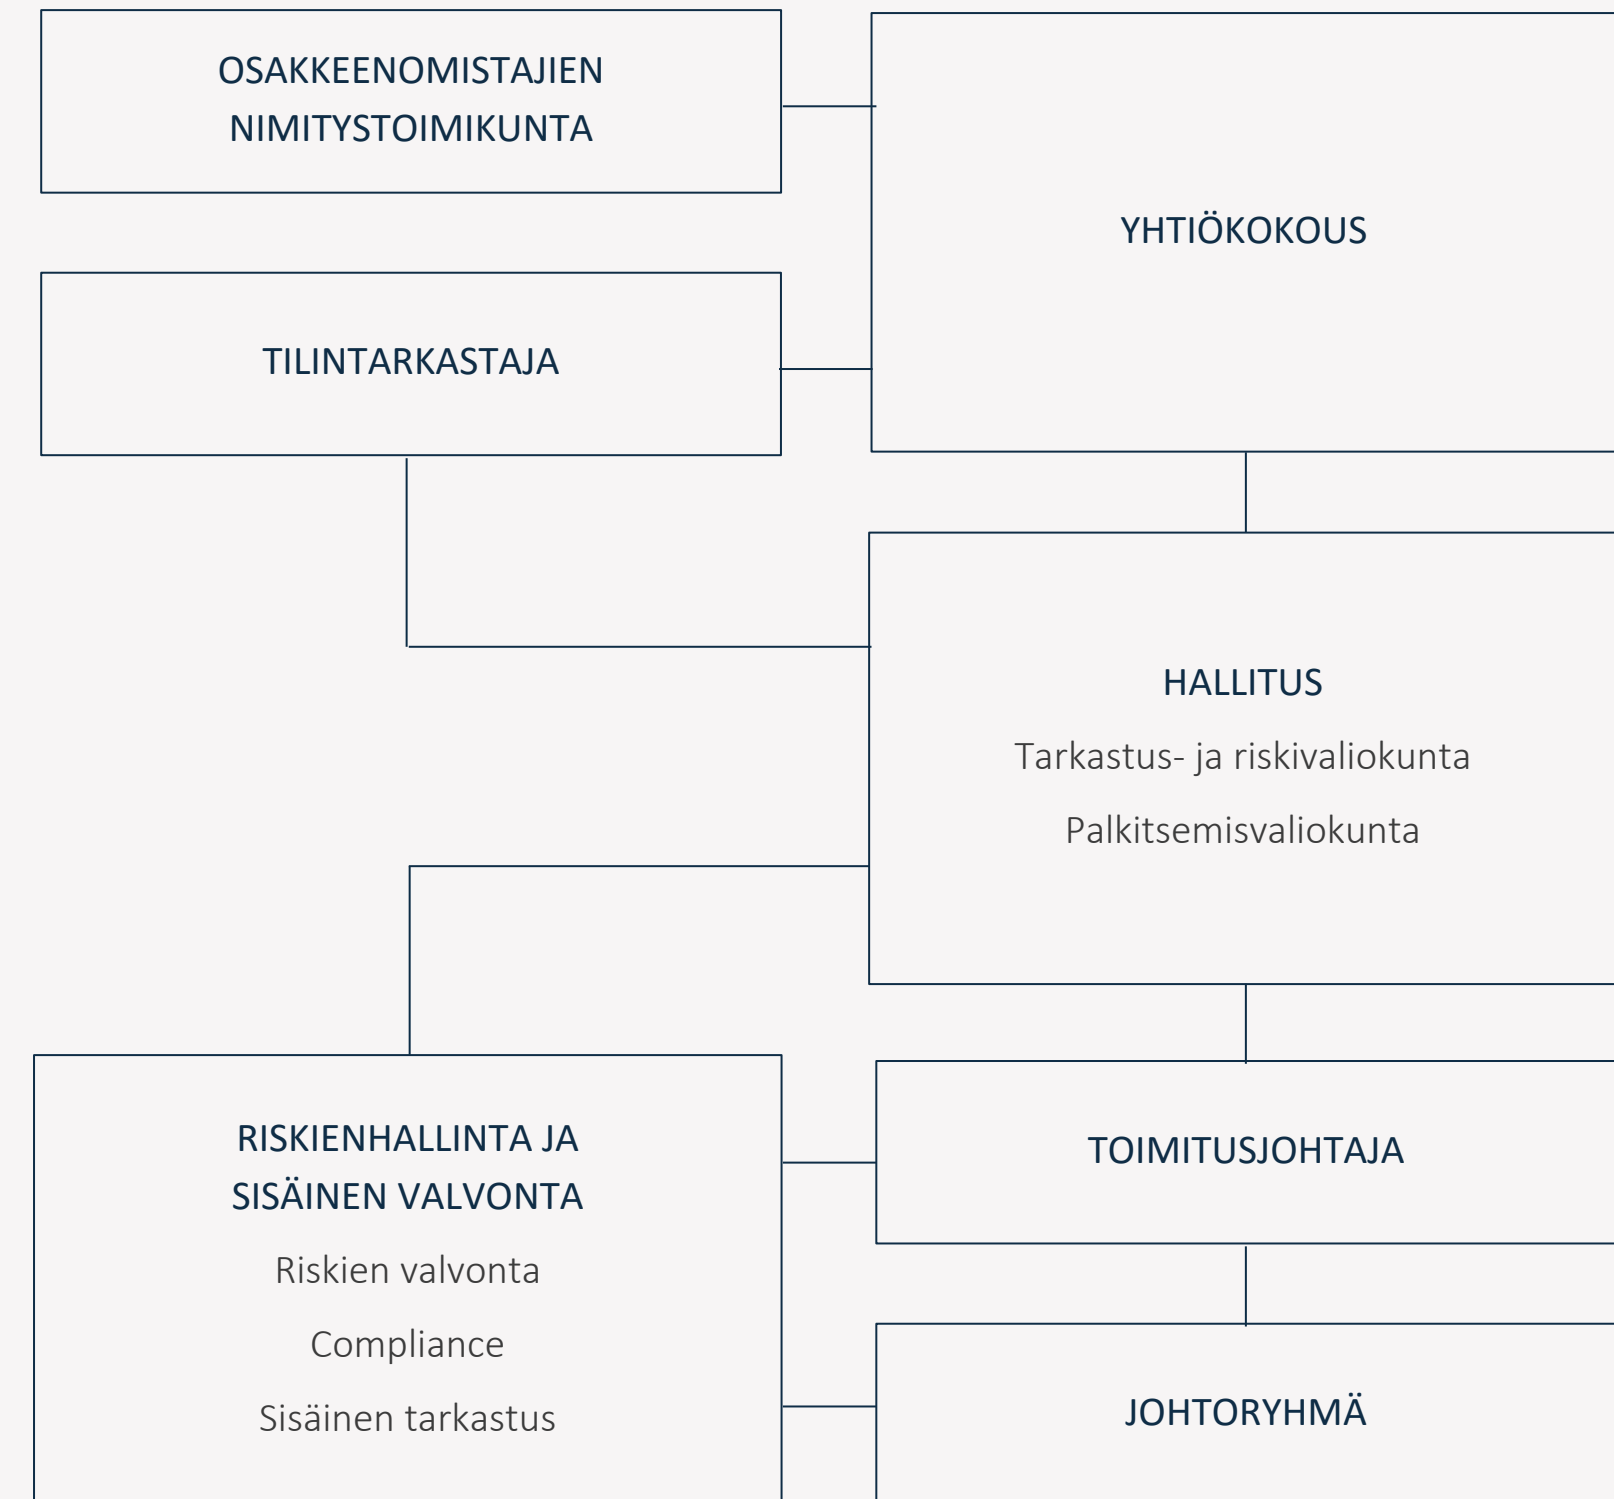 OSAKKEENOMISTAJIEN
NIMITYSTOIMIKUNTA
YHTIÖKOKOUS
TILINTARKASTAJA
HALLITUS
Tarkastus- ja riskivaliokunta
Palkitsemisvaliokunta
RISKIENHALLINTA JA
SISÄINEN VALVONTA
Riskien valvonta
Compliance
Sisäinen tarkastus
TOIMITUSJOHTAJA
JOHTORYHMÄ